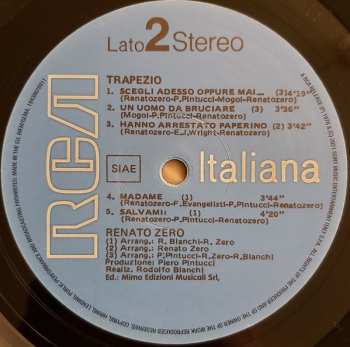 Lato 2 Stereo
RCA
TRAPEZIO
1. SCEGLI ADESSO OPPURE MAI... (3)4'19"
(Renatozero-P.Pintucci-Mogol-Renatozero)
2. UN UOMO DA BRUCIARE (3) 3'36"
(Mogol-P.Pintucci-Renatozero)
3. HANNO ARRESTATO PAPERINO (2) 3'42"
(Renatozero-E.J.Wright-Renatozero)
SIAE
Italiana
4. MADAME (1) 3'44"
(Renatozero-F.Evangelisti-P.Pintucci-Renatozero)
5. SALVAMI! (1) 4'20"
(Renatozero-P.Pintucci-Renatozero)
RENATO ZERO
(1) Arrang.: R. Bianchi-R. Zero
(2) Arrang.: Renato Zero
(3) Arrang.: P.Pintucci-R.Zero-R.Bianchi
Produzione: Piero Pintucci
Realiz. Rodolfo Bianchi
Ed.: Mimo Edizioni Musicali Srl.